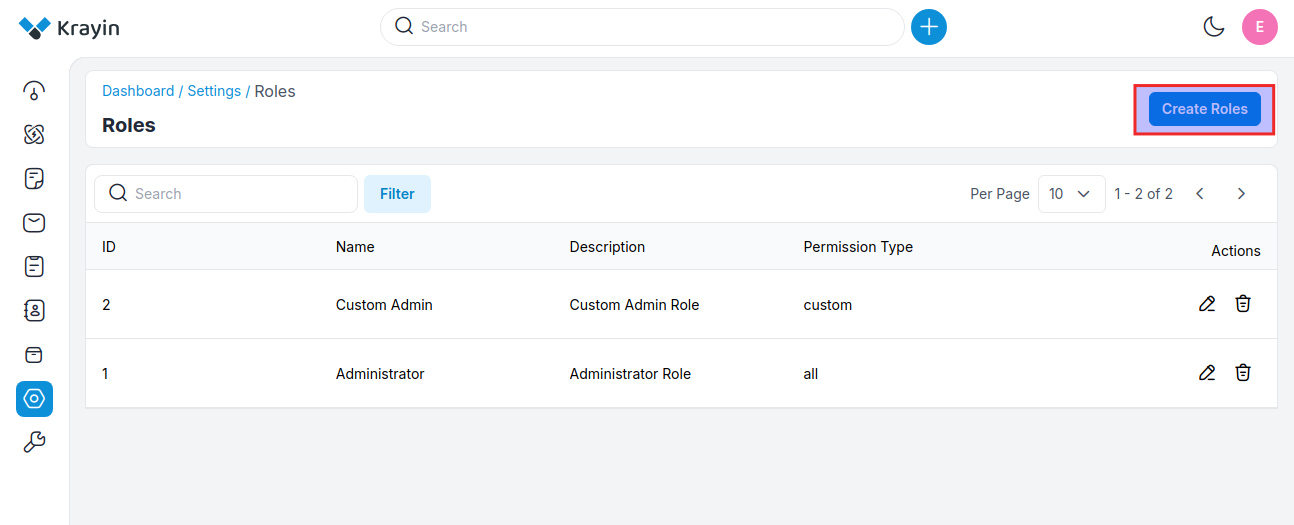 Krayin
Search
E
Dashboard / Settings / Roles
Roles
Create Roles
Search
Filter
Per Page
10
1 - 2 of 2
ID Name Description Permission Type Actions
2 Custom Admin Custom Admin Role custom
1 Administrator Administrator Role all